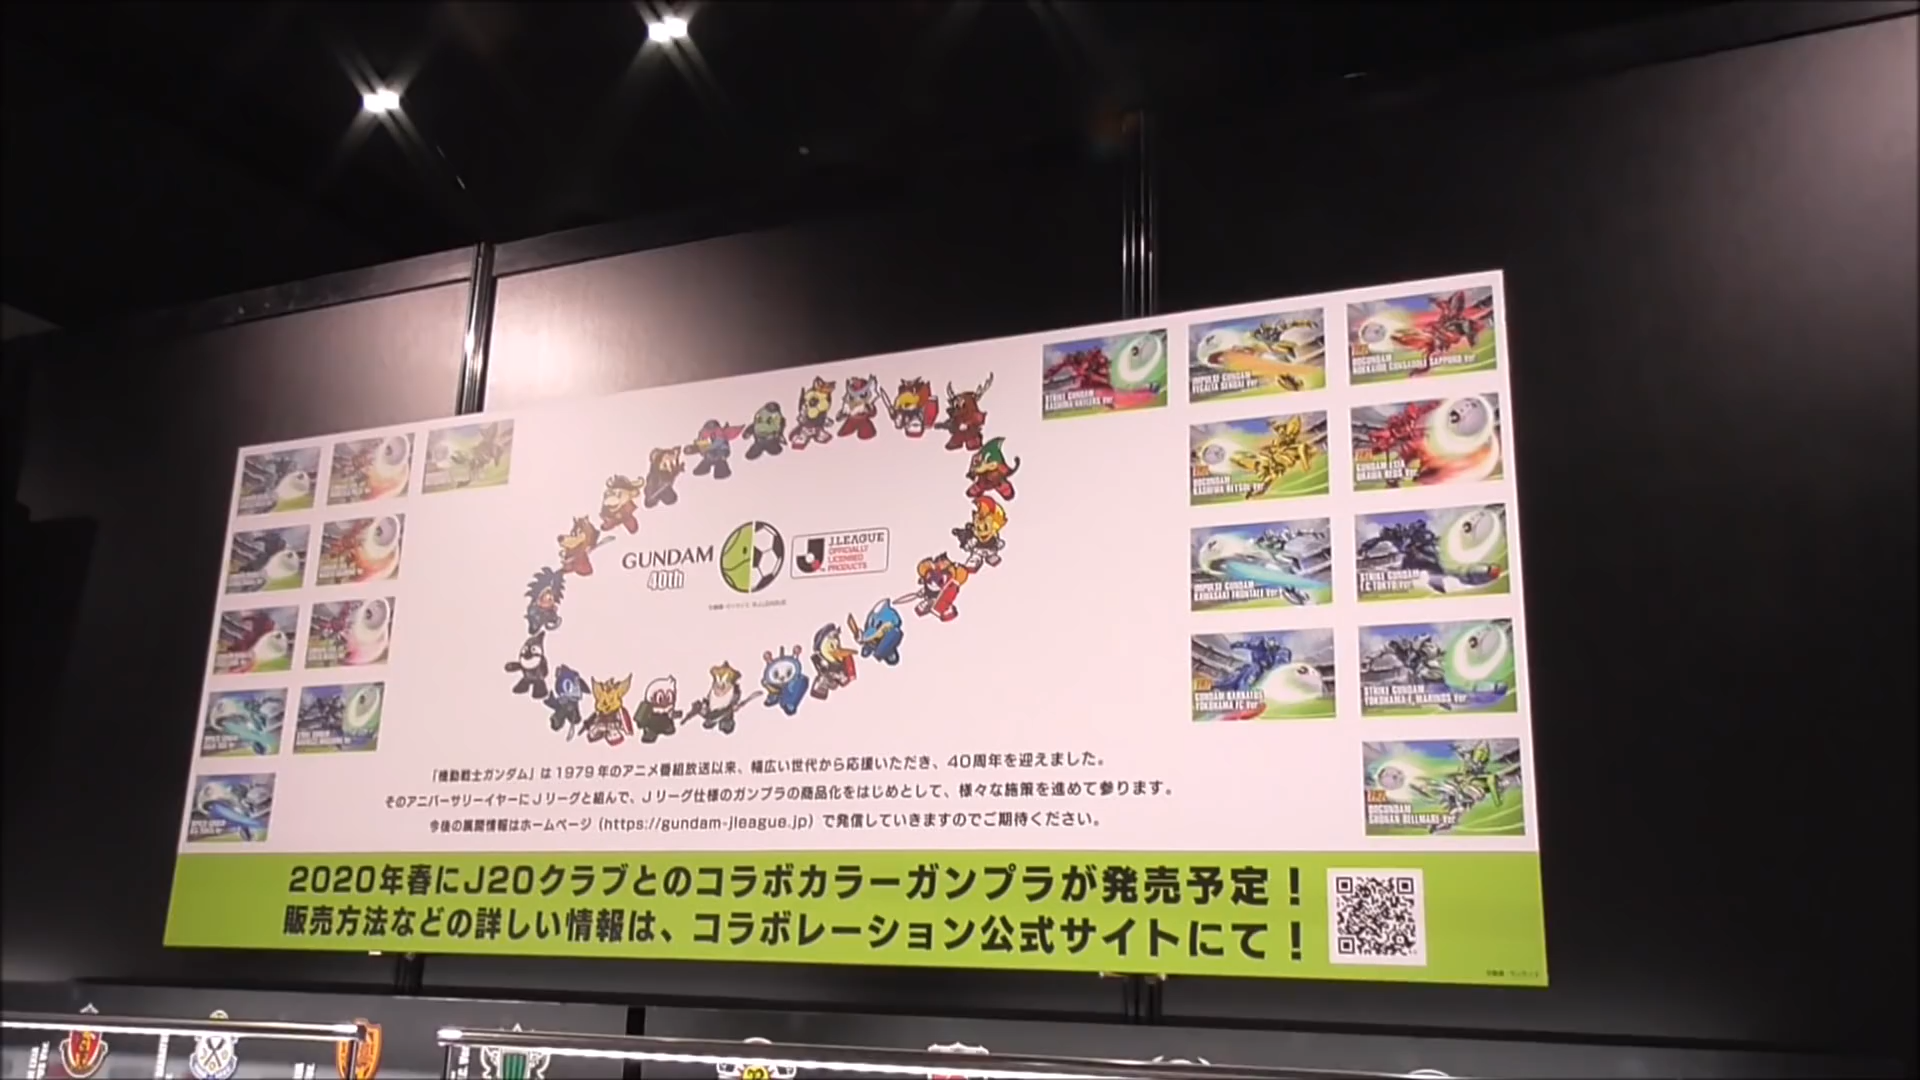 GUNDAM
40th
J.LEAGUE
OFFICIALLY
LICENSED
PRODUCTS
STRIKE GUNDAM
KASHIMA ANTLERS Ver
IMPULSE GUNDAM
VEGALTA SENDAI Ver
00GUNDAM
HOKKAIDO CONSADOLE SAPPORO Ver
00GUNDAM
KASHIWA REYSOL Ver
GUNDAM EXIA
URAWA REDS Ver.
IMPULSE GUNDAM
KAWASAKI FRONTALE Ver
STRIKE GUNDAM
F.C.TOKYO Ver
GUNDAM BARBATOS
YOKOHAMA FC Ver
STRIKE GUNDAM
YOKOHAMA F. MARINOS Ver
00GUNDAM
SHONAN BELLMARE Ver
「機動戦士ガンダム」は1979年のアニメ番組放送以来、幅広い世代から応援いただき、40周年を迎えました。
そのアニバーサリーイヤーにJリーグと組んで、Jリーグ仕様のガンプラの商品化をはじめとして、様々な施策を進めて参ります。
今後の展開情報はホームページ（https://gundam-jleague.jp）で発信していきますのでご期待ください。
2020年春にJ20クラブとのコラボカラーガンプラが発売予定！
販売方法などの詳しい情報は、コラボレーション公式サイトにて！